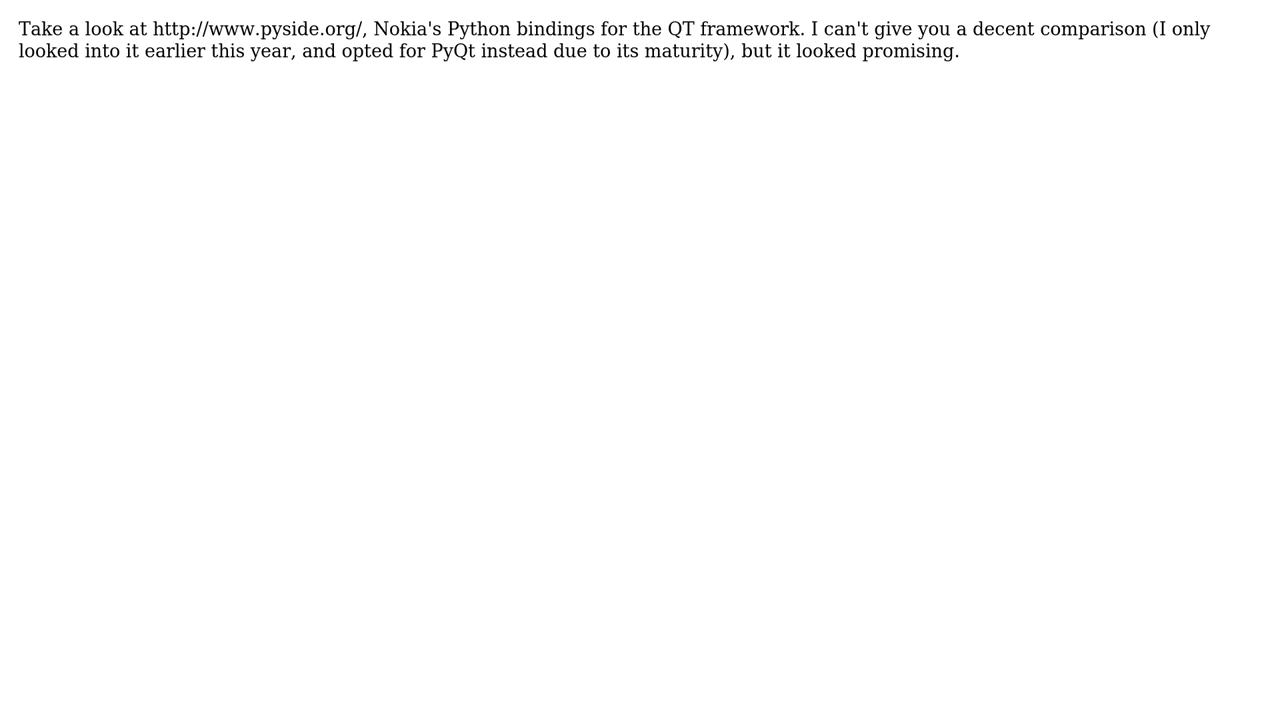 Take a look at http://www.pyside.org/, Nokia's Python bindings for the QT framework. I can't give you a decent comparison (I only
looked into it earlier this year, and opted for PyQt instead due to its maturity), but it looked promising.